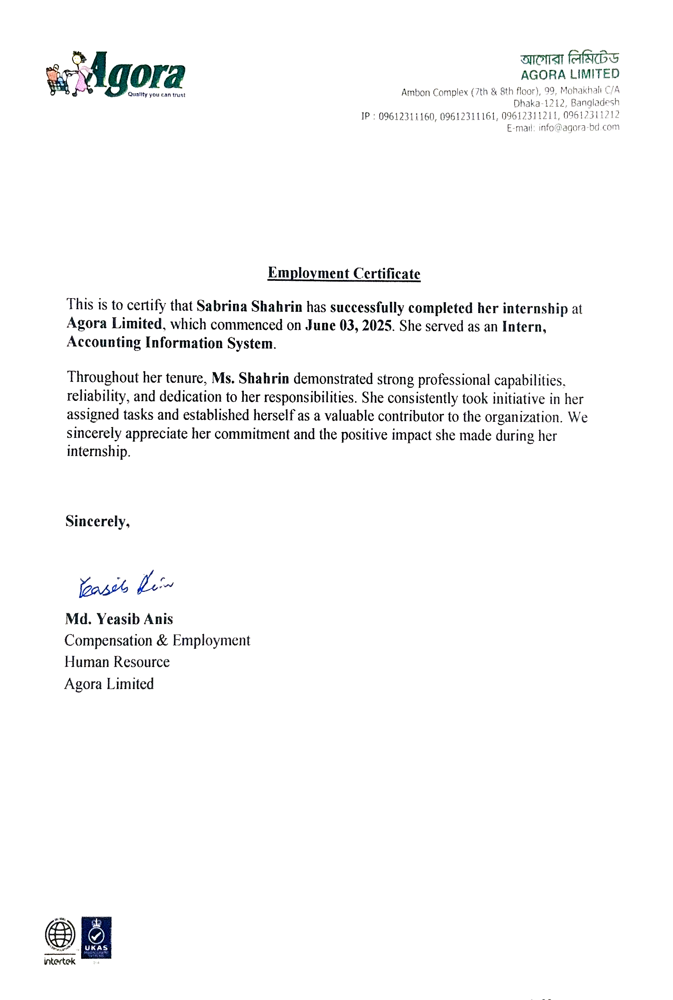 Agora
Quality you can trust
আগোরা লিমিটেড
AGORA LIMITED
Ambon Complex (7th & 8th floor), 99, Mohakhali C/A
Dhaka-1212, Bangladesh
IP : 09612311160, 09612311161, 09612311211, 09612311212
E-mail: info@agora-bd.com
Employment Certificate
This is to certify that Sabrina Shahrin has successfully completed her internship at
Agora Limited, which commenced on June 03, 2025. She served as an Intern,
Accounting Information System.
Throughout her tenure, Ms. Shahrin demonstrated strong professional capabilities,
reliability, and dedication to her responsibilities. She consistently took initiative in her
assigned tasks and established herself as a valuable contributor to the organization. We
sincerely appreciate her commitment and the positive impact she made during her
internship.
Sincerely,
Yeasib
Md. Yeasib Anis
Compensation & Employment
Human Resource
Agora Limited
intertek
UKAS
MANAGEMENT
SYSTEMS